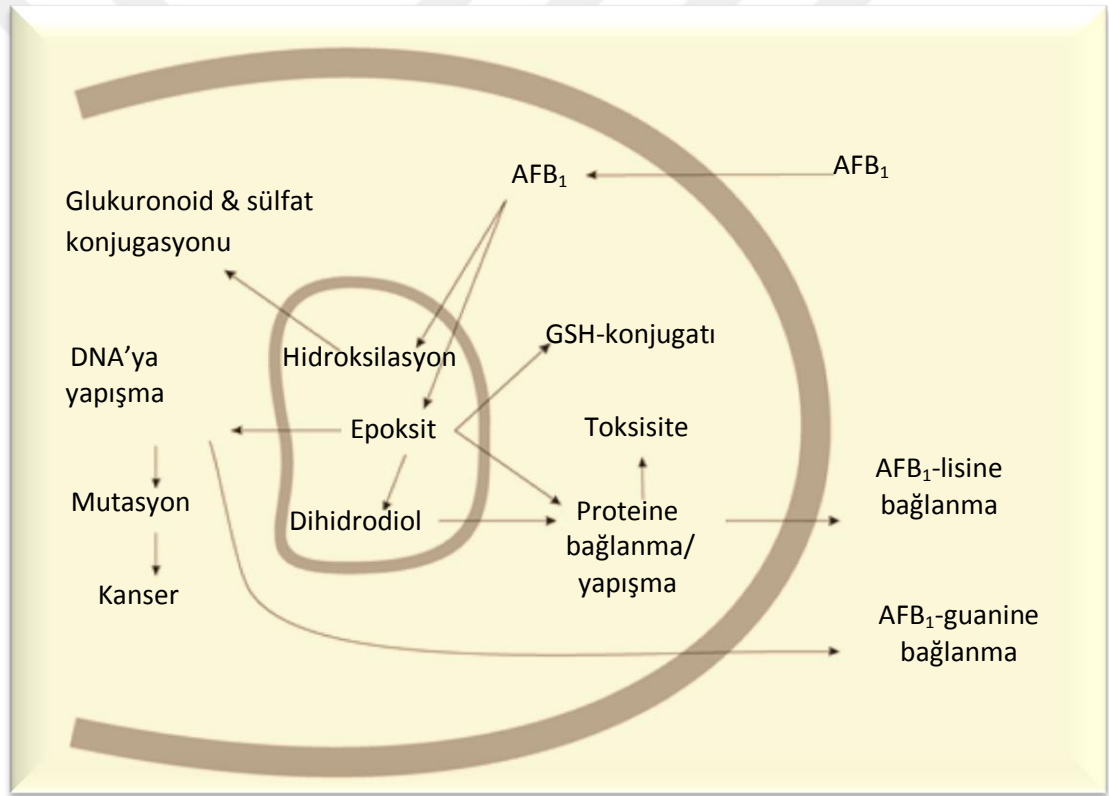 AFB₁
AFB₁
Glukuronoid & sülfat
konjugasyonu
GSH-konjugatı
Hidroksilasyon
DNA’ya
yapışma
Epoksit
Toksisite
AFB₁-lisine
bağlanma
Mutasyon
Dihidrodiol
Proteine
bağlanma/
yapışma
Kanser
AFB₁-guanine
bağlanma